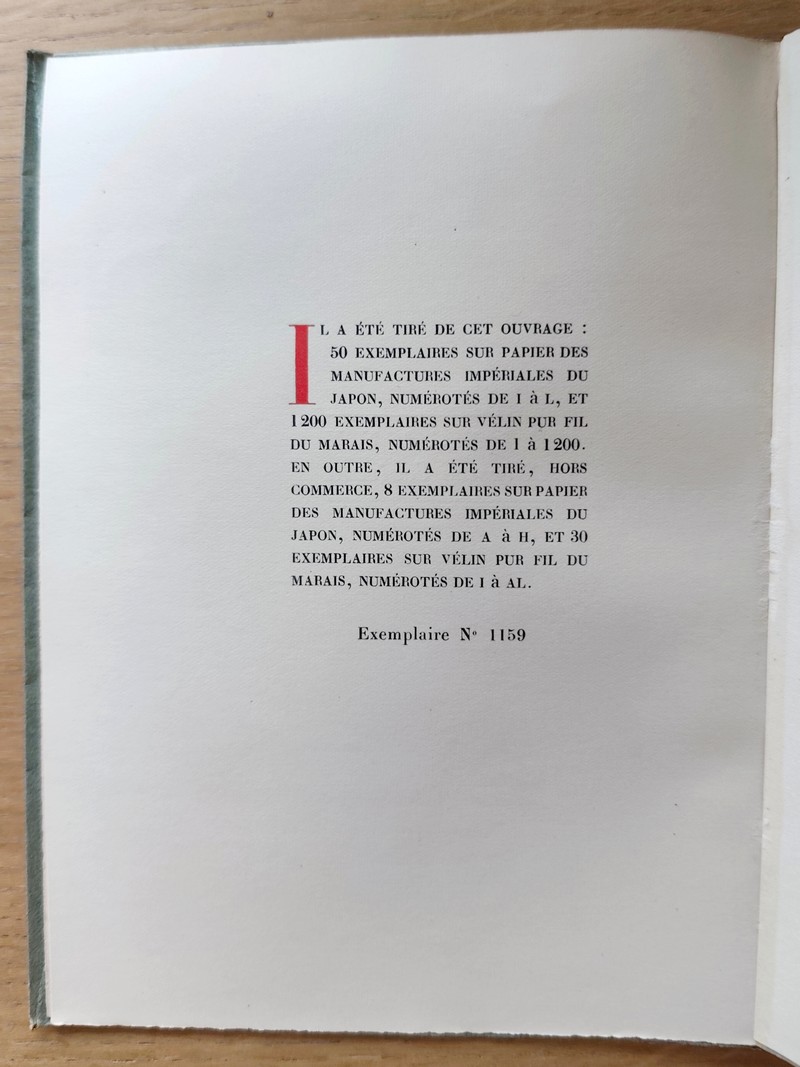 IL A ÉTÉ TIRÉ DE CET OUVRAGE :
50 EXEMPLAIRES SUR PAPIER DES
MANUFACTURES IMPÉRIALES DU
JAPON, NUMÉROTÉS DE I à L, ET
1200 EXEMPLAIRES SUR VÉLIN PUR FIL
DU MARAIS, NUMÉROTÉS DE 1 à 1200.
EN OUTRE, IL A ÉTÉ TIRÉ, HORS
COMMERCE, 8 EXEMPLAIRES SUR PAPIER
DES MANUFACTURES IMPÉRIALES DU
JAPON, NUMÉROTÉS DE A à H, ET 30
EXEMPLAIRES SUR VÉLIN PUR FIL DU
MARAIS, NUMÉROTÉS DE I à AL.
Exemplaire Nº 1159